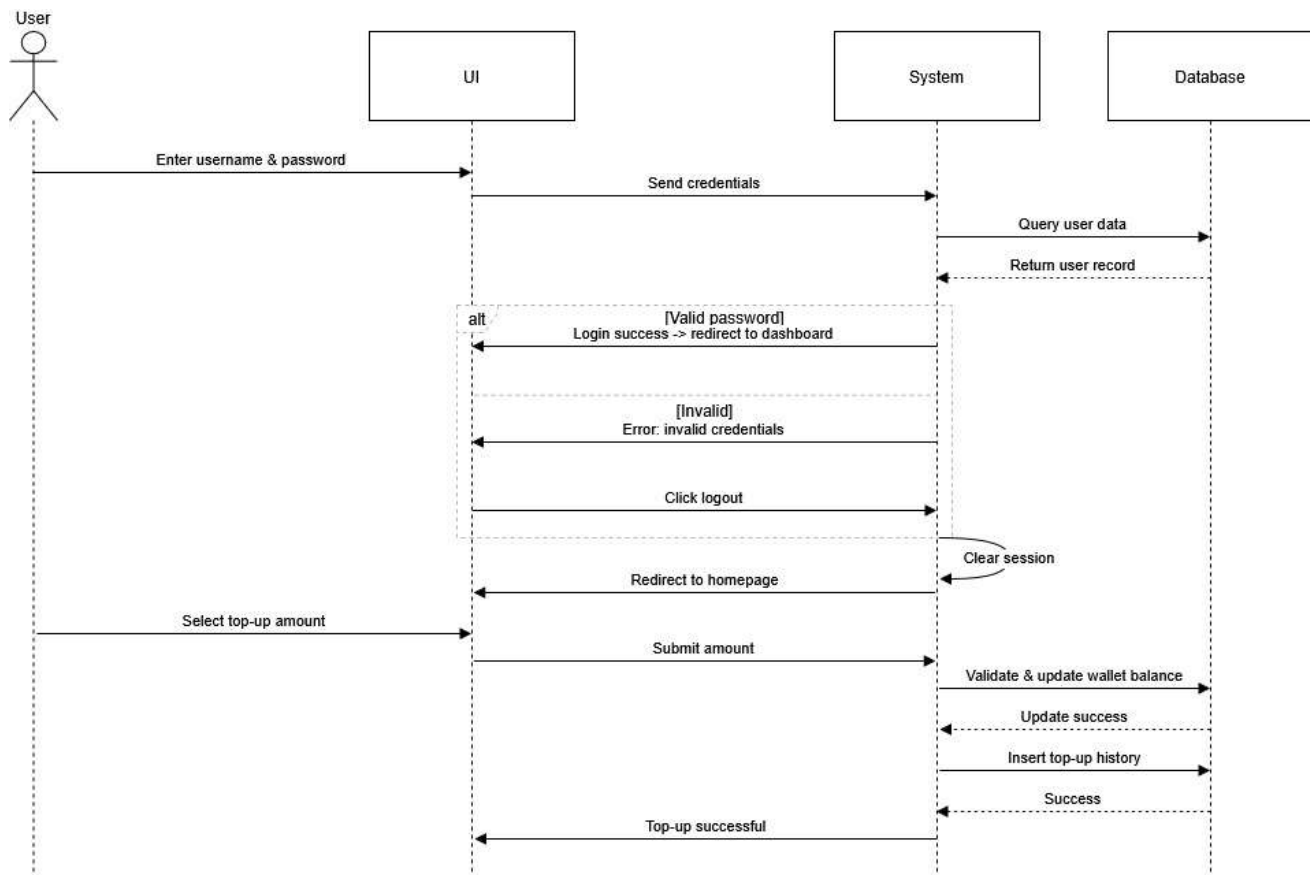 User
UI
System
Database
Enter username & password
Send credentials
Query user data
Return user record
alt
[Valid password]
Login success -> redirect to dashboard
[Invalid]
Error: invalid credentials
Click logout
Clear session
Redirect to homepage
Select top-up amount
Submit amount
Validate & update wallet balance
Update success
Insert top-up history
Success
Top-up successful